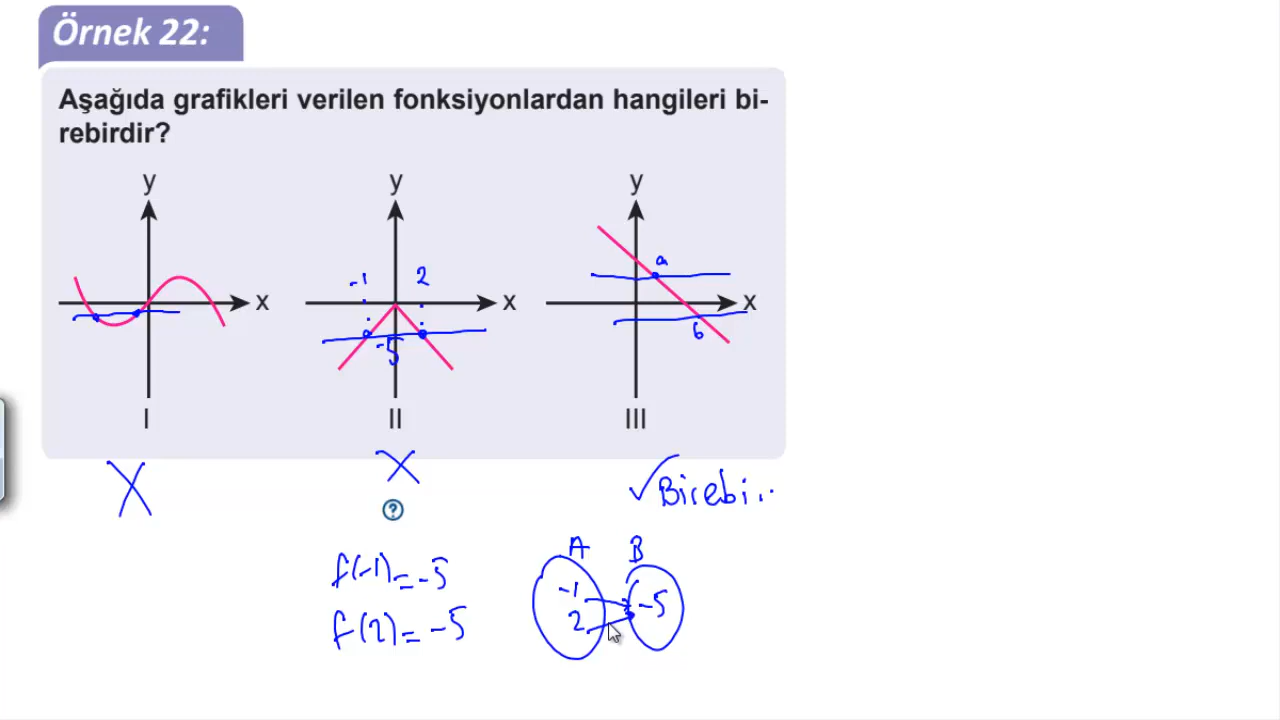 Örnek 22:
Aşağıda grafikleri verilen fonksiyonlardan hangileri bi-
rebirdir?
y y y
-1 2 a
x x x
-5 6
I II III
X X ✓Birebi..
?
A B
f(-1)=-5
-1 -5
f(2)=-5
2